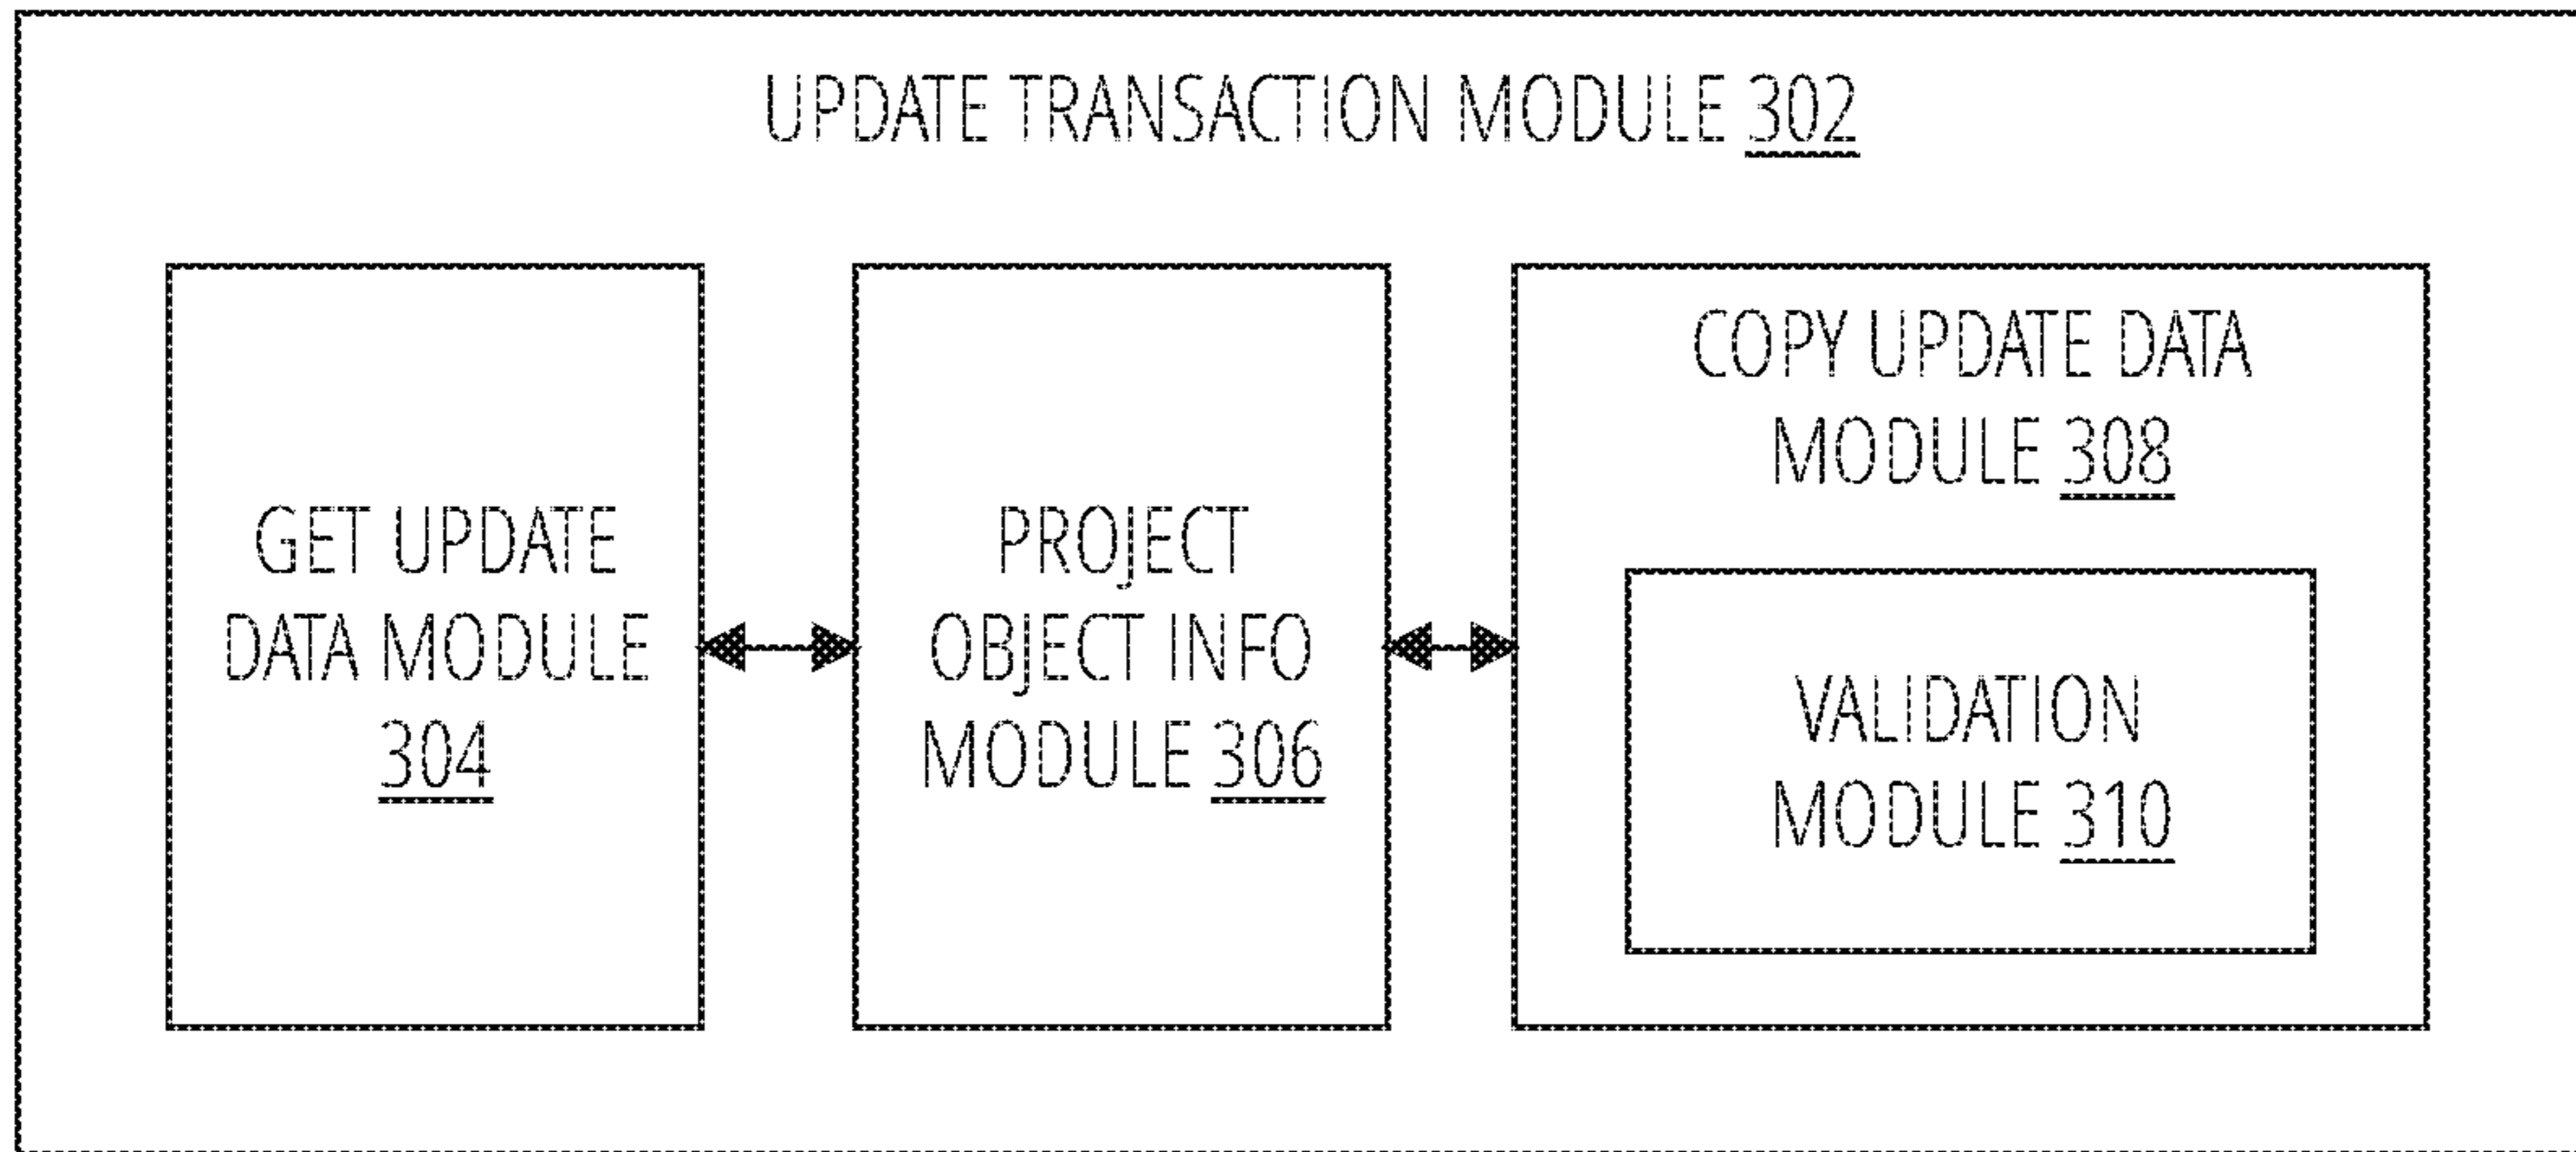 UPDATE TRANSACTION MODULE 302
GET UPDATE
DATA MODULE
304
PROJECT
OBJECT INFO
MODULE 306
COPY UPDATE DATA
MODULE 308
VALIDATION
MODULE 310